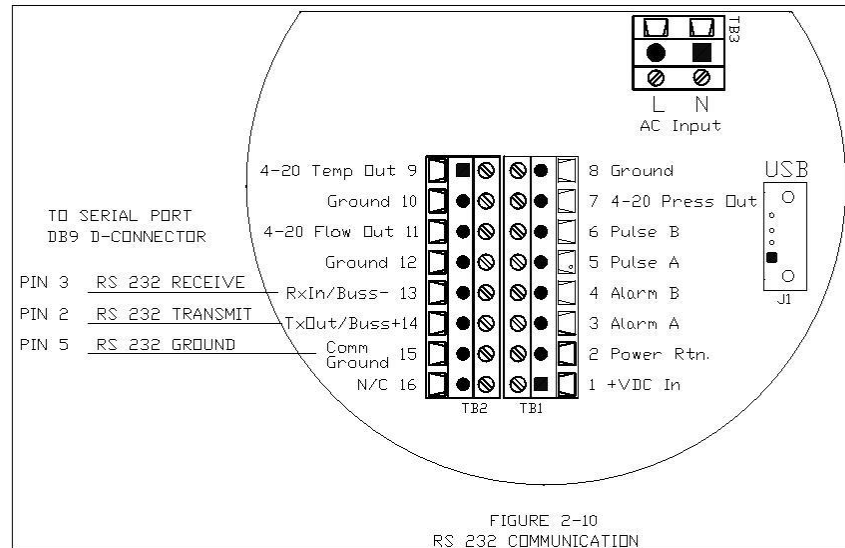 TB3
L N
AC Input
4-20 Temp Out 9
8 Ground
USB
Ground 10
7 4-20 Press Out
TO SERIAL PORT
DB9 D-CONNECTOR
4-20 Flow Out 11
6 Pulse B
Ground 12
5 Pulse A
PIN 3 RS 232 RECEIVE
RxIn/Buss- 13
4 Alarm B
J1
PIN 2 RS 232 TRANSMIT
TxOut/Buss+14
3 Alarm A
PIN 5 RS 232 GROUND
Comm
Ground 15
2 Power Rtn.
N/C 16
1 +VDC In
TB2 TB1
FIGURE 2-10
RS 232 COMMUNICATION